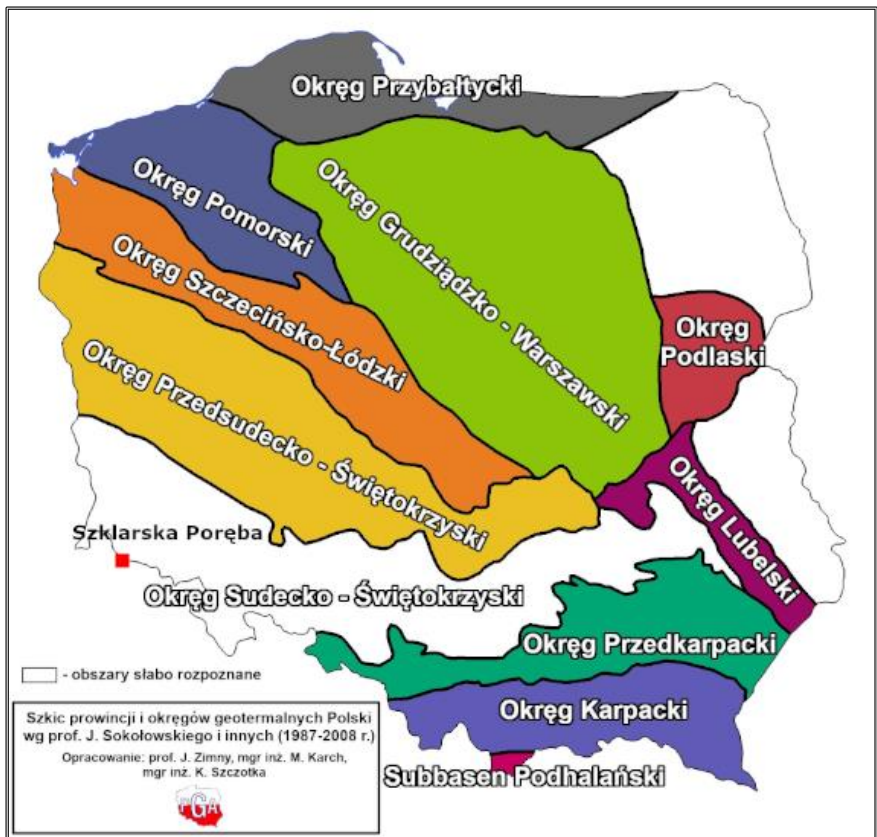 Okręg Przybałtycki
Okręg Pomorski
Okręg Grudziądzko - Warszawski
Okręg Szczecińsko-Łódzki
Okręg
Podlaski
Okręg Przedsudecko - Świętokrzyski
Okręg Lubelski
Szklarska Poręba
Okręg Sudecko - Świętokrzyski
Okręg Przedkarpacki
- obszary słabo rozpoznane
Okręg Karpacki
Subbasen Podhalański
Szkic prowincji i okręgów geotermalnych Polski
wg prof. J. Sokołowskiego i innych (1987-2008 r.)
Opracowanie: prof. J. Zimny, mgr inż. M. Karch,
mgr inż. K. Szczotka
PGA